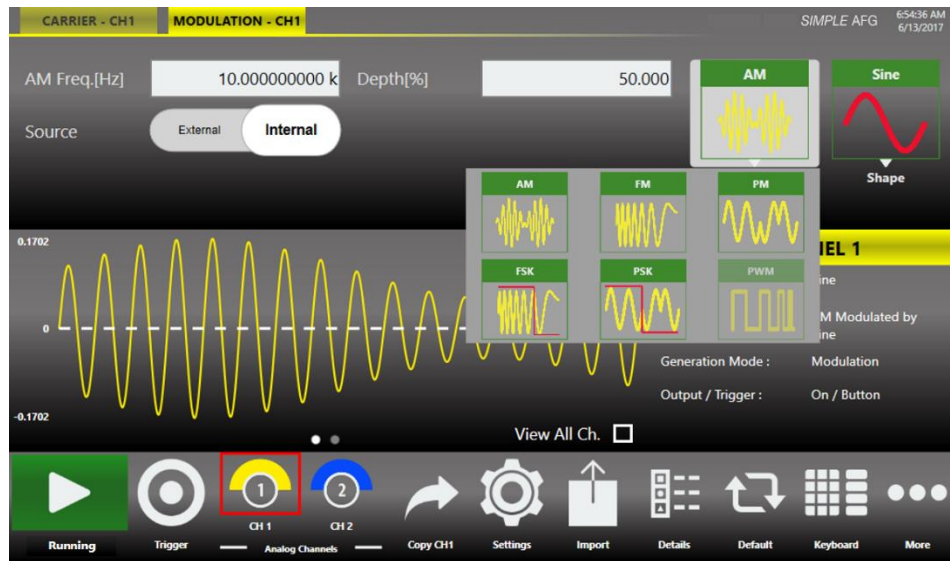 CARRIER - CH1
MODULATION - CH1
SIMPLE AFG
6:54:36 AM
6/13/2017
AM Freq.[Hz]
10.000000000 k
Depth[%]
50.000
AM
Sine
Source
External
Internal
Shape
AM
FM
PM
FSK
PSK
PWM
0.1702
0
-0.1702
NEL 1
ine
M Modulated by
ine
Generation Mode :
Modulation
Output / Trigger :
On / Button
View All Ch.
1
2
CH 1
CH 2
Running
Trigger
Analog Channels
Copy CH1
Settings
Import
Details
Default
Keyboard
More